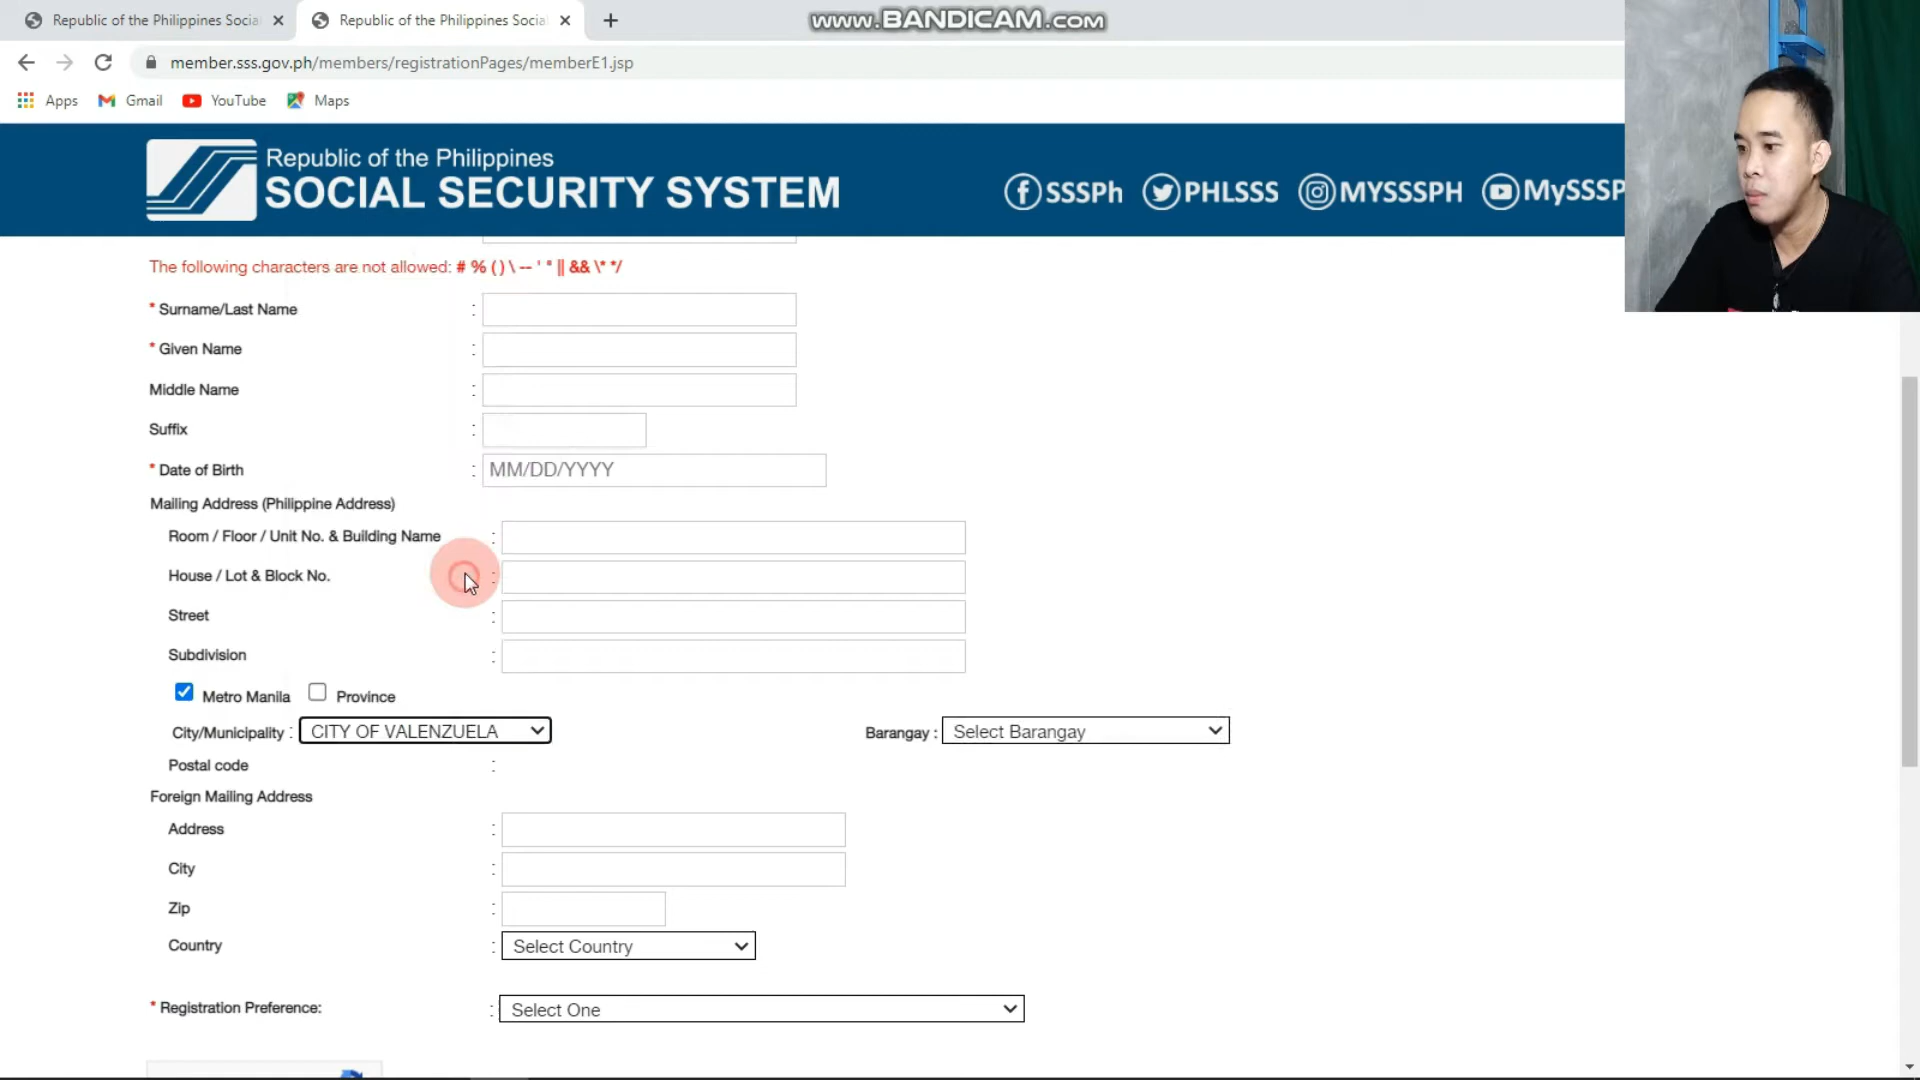 Republic of the Philippines Socia
Republic of the Philippines Socia
www.BANDICAM.com
member.sss.gov.ph/members/registrationPages/memberE1.jsp
Apps Gmail YouTube Maps
Republic of the Philippines
SOCIAL SECURITY SYSTEM
SSSPh PHLSSS MYSSSPH MySSSP
The following characters are not allowed: # % ( ) \ -- ' " || && \* */
* Surname/Last Name :
* Given Name :
Middle Name :
Suffix :
* Date of Birth : MM/DD/YYYY
Mailing Address (Philippine Address)
Room / Floor / Unit No. & Building Name :
House / Lot & Block No. :
Street :
Subdivision :
Metro Manila Province
City/Municipality : CITY OF VALENZUELA Barangay : Select Barangay
Postal code :
Foreign Mailing Address
Address :
City :
Zip :
Country : Select Country
* Registration Preference: : Select One